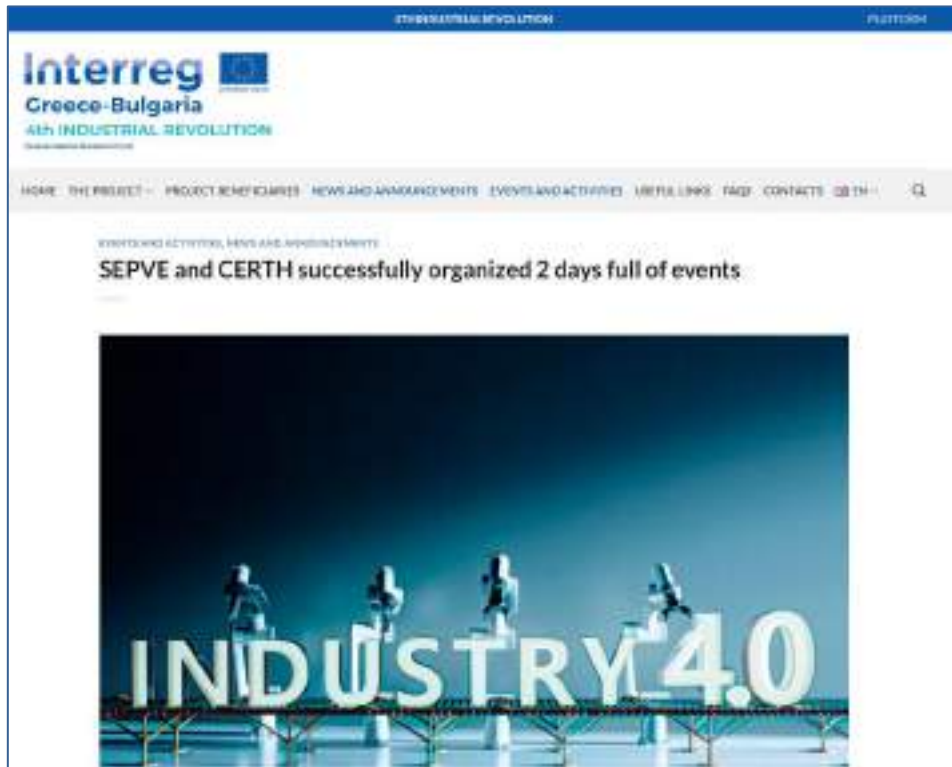 4TH INDUSTRIAL REVOLUTION
PLATFORM
Interreg
Greece-Bulgaria
4th INDUSTRIAL REVOLUTION
HOME THE PROJECT PROJECT BENEFICIARIES NEWS AND ANNOUNCEMENTS EVENTS AND ACTIVITIES USEFUL LINKS FAQS CONTACTS EN
EVENTS AND ACTIVITIES, NEWS AND ANNOUNCEMENTS
SEPVE and CERTH successfully organized 2 days full of events
INDUSTRY 4.0